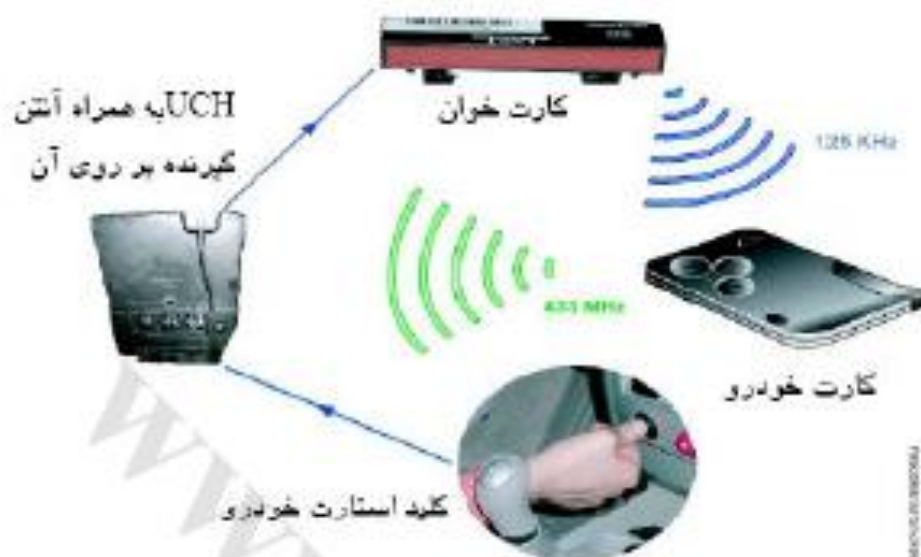 کارت خوان
UCHبه همراه آنتن
گیرنده بر روی آن
125 KHz
433 MHz
کارت خودرو
کلید استارت خودرو